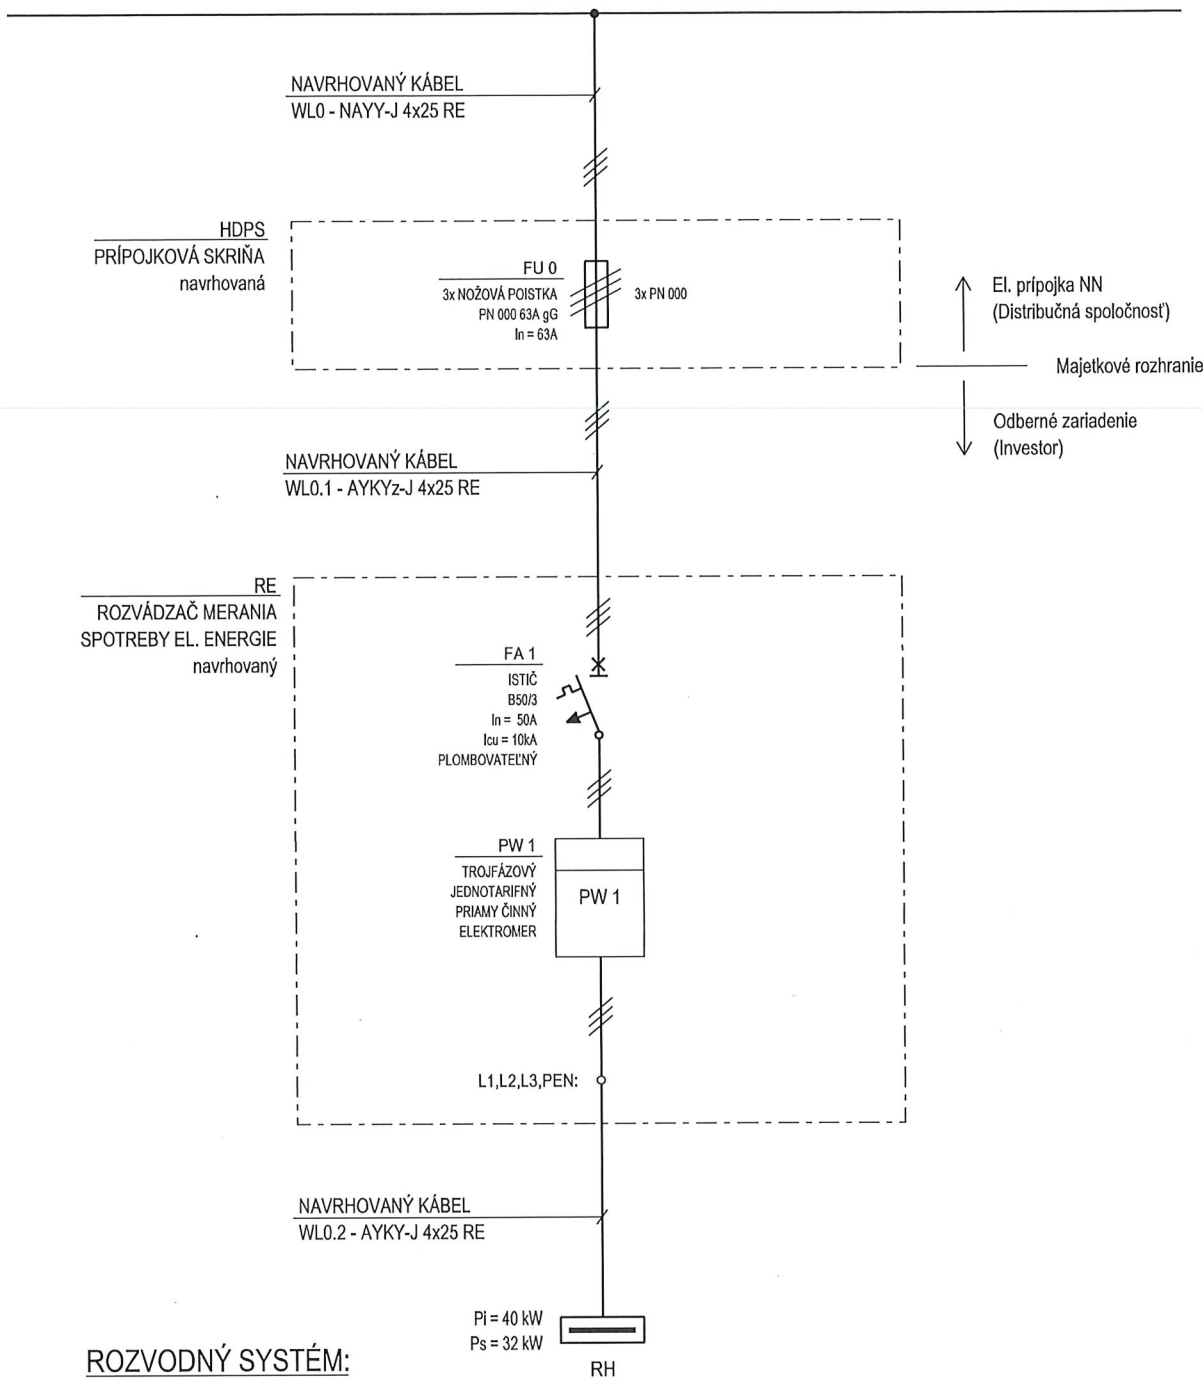 NAVRHOVANÝ KÁBEL
WL0 - NAYY-J 4x25 RE
HDPS
PRÍPOJKOVÁ SKRIŇA
navrhovaná
FU 0
3x NOŽOVÁ POISTKA
PN 000 63A gG
In = 63A
3x PN 000
El. prípojka NN
(Distribučná spoločnosť)
Majetkové rozhranie
Odberné zariadenie
(Investor)
NAVRHOVANÝ KÁBEL
WL0.1 - AYKYz-J 4x25 RE
RE
ROZVÁDZAČ MERANIA
SPOTREBY EL. ENERGIE
navrhovaný
FA 1
ISTIČ
B50/3
In = 50A
Icu = 10kA
PLOMBOVATEĽNÝ
PW 1
TROJFÁZOVÝ
JEDNOTARIFNÝ
PRIAMY ČINNÝ
ELEKTROMER
PW 1
L1,L2,L3,PEN:
NAVRHOVANÝ KÁBEL
WL0.2 - AYKY-J 4x25 RE
Pi = 40 kW
Ps = 32 kW
RH
ROZVODNÝ SYSTÉM: